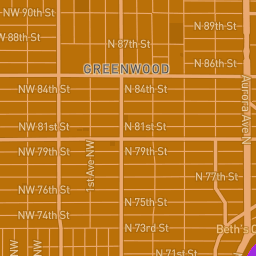 NW 90th St
N 89th St
W 88th St
N 87th St
N 86th St
GREENWOOD
NW 84th St
N 84th St
Aurora Ave N
NW 81st St
N 81st St
NW 79th St
N 79th St
1st Ave NW
N 77th St
NW 76th St
N 75th St
NW 74th St
N 73rd St
Beth's C
N 71st St